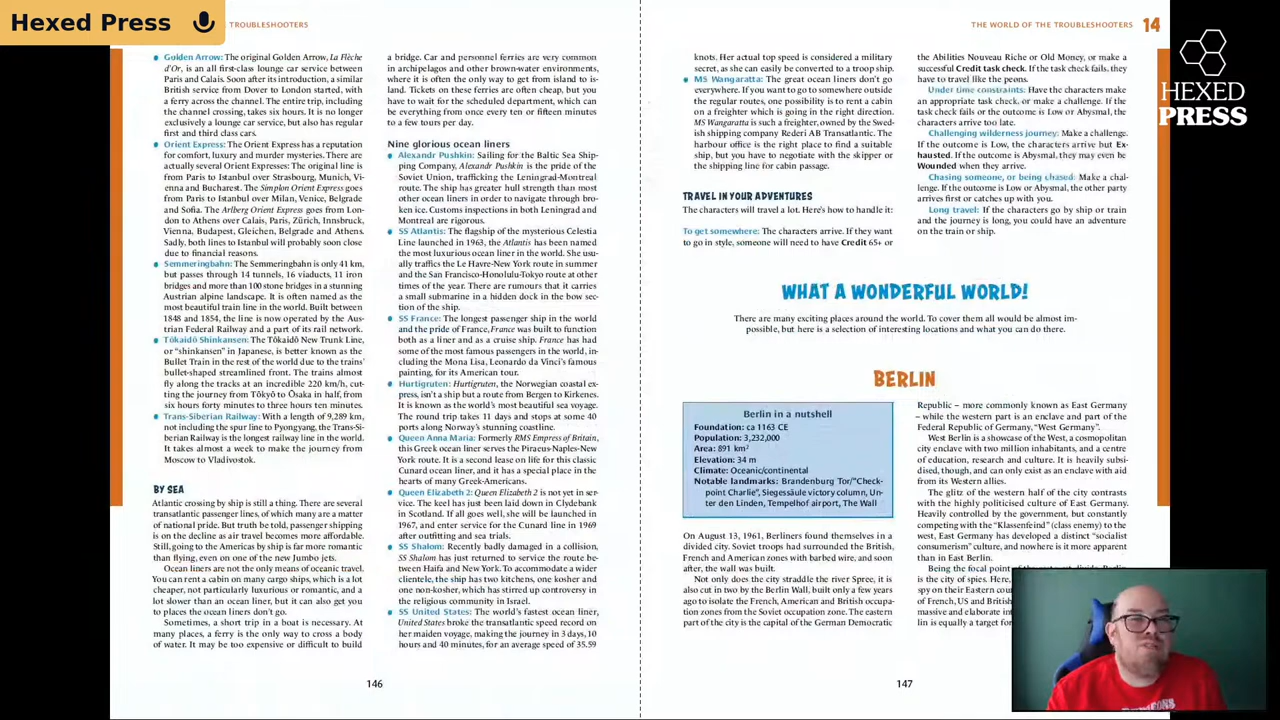 Hexed Press
TROUBLESHOOTERS
THE WORLD OF THE TROUBLESHOOTERS 14
HEXED
PRESS
Golden Arrow: The original Golden Arrow, La Flèche
d'Or, is an all first-class lounge car service between
Paris and Calais. Soon after its introduction, a similar
British service from Dover to London started, with
a ferry across the channel. The entire trip, including
the channel crossing, takes six hours. It is no longer
exclusively a lounge car service, but also has regular
first and third class cars.
Orient Express: The Orient Express has a reputation
for comfort, luxury and murder mysteries. There are
actually several Orient Expresses: The original line is
from Paris to Istanbul over Strasbourg, Munich, Vi-
enna and Bucharest. The Simplon Orient Express goes
from Paris to Istanbul over Milan, Venice, Belgrade
and Sofia. The Arlberg Orient Express goes from Lon-
don to Athens over Calais, Paris, Zürich, Innsbruck,
Vienna, Budapest, Gleichen, Belgrade and Athens.
Sadly, both lines to Istanbul will probably soon close
due to financial reasons.
Semmeringbahn: The Semmeringbahn is only 41 km,
but passes through 14 tunnels, 16 viaducts, 11 iron
bridges and more than 100 stone bridges in a stunning
Austrian alpine landscape. It is often named as the
most beautiful train line in the world. Built between
1848 and 1854, the line is now operated by the Aus-
trian Federal Railway and a part of its rail network.
Tōkaidō Shinkansen: The Tōkaidō New Trunk Line,
or "shinkansen" in Japanese, is better known as the
Bullet Train in the rest of the world due to the trains'
bullet-shaped streamlined front. The trains almost
fly along the tracks at an incredible 220 km/h, cut-
ting the journey from Tōkyō to Ōsaka in half, from
six hours forty minutes to three hours ten minutes.
Trans-Siberian Railway: With a length of 9,289 km,
not including the spur line to Pyongyang, the Trans-Si-
berian Railway is the longest railway line in the world.
It takes almost a week to make the journey from
Moscow to Vladivostok.
BY SEA
Atlantic crossing by ship is still a thing. There are several
transatlantic passenger lines, of which many are a matter
of national pride. But truth be told, passenger shipping
is on the decline as air travel becomes more affordable.
Still, going to the Americas by ship is far more romantic
than flying, even on one of the new Jumbo jets.
Ocean liners are not the only means of oceanic travel.
You can rent a cabin on many cargo ships, which is a lot
cheaper, not particularly luxurious or romantic, and a
lot slower than an ocean liner, but it can also get you
to places the ocean liners don't go.
Sometimes, a short trip in a boat is necessary. At
many places, a ferry is the only way to cross a body
of water. It may be too expensive or difficult to build
a bridge. Car and personnel ferries are very common
in archipelagos and other brown-water environments,
where it is often the only way to get from island to is-
land. Tickets on these ferries are often cheap, but you
have to wait for the scheduled department, which can
be everything from once every ten or fifteen minutes
to a few tours per day.
Nine glorious ocean liners
Alexandr Pushkin: Sailing for the Baltic Sea Ship-
ping Company, Alexandr Pushkin is the pride of the
Soviet Union, trafficking the Leningrad-Montreal
route. The ship has greater hull strength than most
other ocean liners in order to navigate through bro-
ken ice. Customs inspections in both Leningrad and
Montreal are rigorous.
SS Atlantis: The flagship of the mysterious Celestia
Line launched in 1963, the Atlantis has been named
the most luxurious ocean liner in the world. She usu-
ally traffics the Le Havre-New York route in summer
and the San Francisco-Honolulu-Tokyo route at other
times of the year. There are rumours that it carries
a small submarine in a hidden dock in the bow sec-
tion of the ship.
SS France: The longest passenger ship in the world
and the pride of France, France was built to function
both as a liner and as a cruise ship. France has had
some of the most famous passengers in the world, in-
cluding the Mona Lisa, Leonardo da Vinci's famous
painting, for its American tour.
Hurtigruten: Hurtigruten, the Norwegian coastal ex-
press, isn't a ship but a route from Bergen to Kirkenes.
It is known as the world's most beautiful sea voyage.
The round trip takes 11 days and stops at some 40
ports along Norway's stunning coastline.
Queen Anna Maria: Formerly RMS Empress of Britain,
this Greek ocean liner serves the Piraeus-Naples-New
York route. It is a second lease on life for this classic
Cunard ocean liner, and it has a special place in the
hearts of many Greek-Americans.
Queen Elizabeth 2: Queen Elizabeth 2 is not yet in ser-
vice. The keel has just been laid down in Clydebank
in Scotland. If all goes well, she will be launched in
1967, and enter service for the Cunard line in 1969
after outfitting and sea trials.
SS Shalom: Recently badly damaged in a collision,
SS Shalom has just returned to service the route be-
tween Haifa and New York. To accommodate a wider
clientele, the ship has two kitchens, one kosher and
one non-kosher, which has stirred up controversy in
the religious community in Israel.
SS United States: The world's fastest ocean liner,
United States broke the transatlantic speed record on
her maiden voyage, making the journey in 3 days, 10
hours and 40 minutes, for an average speed of 35.59
146
knots. Her actual top speed is considered a military
secret, as she can easily be converted to a troop ship.
MS Wangaratta: The great ocean liners don't go
everywhere. If you want to go to somewhere outside
the regular routes, one possibility is to rent a cabin
on a freighter which is going in the right direction.
MS Wangaratta is such a freighter, owned by the Swed-
ish shipping company Rederi AB Transatlantic. The
harbour office is the right place to find a suitable
ship, but you have to negotiate with the skipper or
the shipping line for cabin passage.
TRAVEL IN YOUR ADVENTURES
The characters will travel a lot. Here's how to handle it:
To get somewhere: The characters arrive. If they want
to go in style, someone will need to have Credit 65+ or
the Abilities Nouveau Riche or Old Money, or make a
successful Credit task check. If the task check fails, they
have to travel like the peons.
Under time constraints: Have the characters make
an appropriate task check, or make a challenge. If the
task check fails or the outcome is Low or Abysmal, the
characters arrive too late.
Challenging wilderness journey: Make a challenge.
If the outcome is Low, the characters arrive but Ex-
hausted. If the outcome is Abysmal, they may even be
Wounded when they arrive.
Chasing someone, or being chased: Make a chal-
lenge. If the outcome is Low or Abysmal, the other party
arrives first or catches up with you.
Long travel: If the characters go by ship or train
and the journey is long, you could have an adventure
on the train or ship.
WHAT A WONDERFUL WORLD!
There are many exciting places around the world. To cover them all would be almost im-
possible, but here is a selection of interesting locations and what you can do there.
BERLIN
Berlin in a nutshell
Foundation: ca 1163 CE
Population: 3,232,000
Area: 891 km²
Elevation: 34 m
Climate: Oceanic/continental
Notable landmarks: Brandenburg Tor/"Check-
point Charlie", Siegessäule victory column, Un-
ter den Linden, Tempelhof airport, The Wall
On August 13, 1961, Berliners found themselves in a
divided city. Soviet troops had surrounded the British,
French and American zones with barbed wire, and soon
after, the wall was built.
Not only does the city straddle the river Spree, it is
also cut in two by the Berlin Wall, built only a few years
ago to isolate the French, American and British occupa-
tion zones from the Soviet occupation zone. The eastern
part of the city is the capital of the German Democratic
Republic – more commonly known as East Germany
– while the western part is an enclave and part of the
Federal Republic of Germany, "West Germany".
West Berlin is a showcase of the West, a cosmopolitan
city enclave with two million inhabitants, and a centre
of education, research and culture. It is heavily subsi-
dised, though, and can only exist as an enclave with aid
from its Western allies.
The glitz of the western half of the city contrasts
with the highly politicised culture of East Germany.
Heavily controlled by the government, but constantly
competing with the "Klassenfeind" (class enemy) to the
west, East Germany has developed a distinct "socialist
consumerism" culture, and nowhere is it more apparent
than in East Berlin.
Being the focal point
is the city of spies. Here,
spy on their Eastern cou
of French, US and British
massive and elaborate in
lin is equally a target for
147